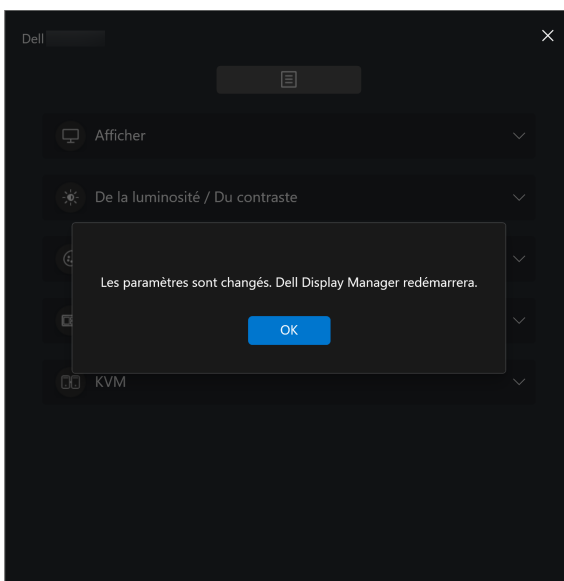 Dell
Afficher
De la luminosité / Du contraste
Les paramètres sont changés. Dell Display Manager redémarrera.
OK
KVM